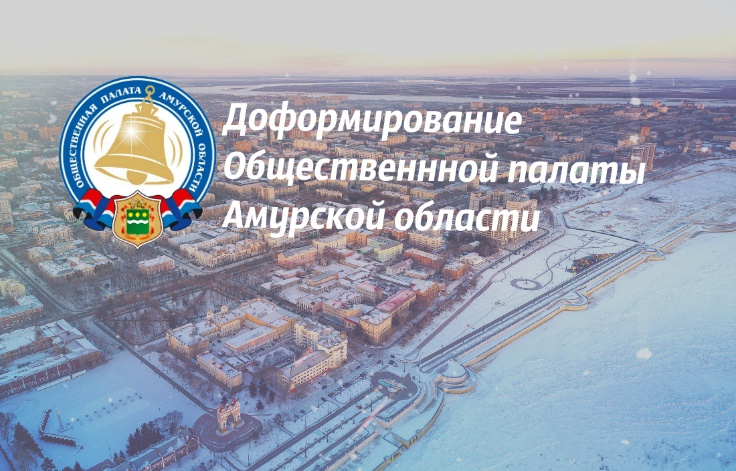 ОБЩЕСТВЕННАЯ ПАЛАТА АМУРСКОЙ ОБЛАСТИ
Доформирование
Общественнной палаты
Амурской области